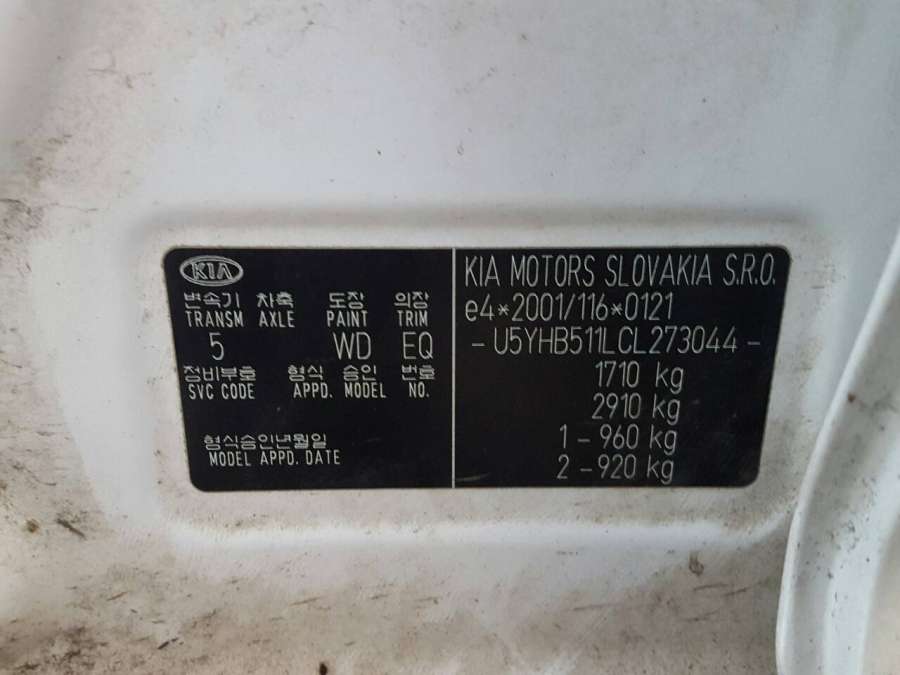 KIA
변속기 차축 도장 의장
TRANSM AXLE PAINT TRIM
5 WD EQ
정비부호 형식 승인 번호
SVC CODE APPD. MODEL NO.
형식승인년월일
MODEL APPD. DATE
KIA MOTORS SLOVAKIA S.R.O.
e4*2001/116*0121
- U5YHB511LCL273044 -
1710 kg
2910 kg
1 - 960 kg
2 - 920 kg